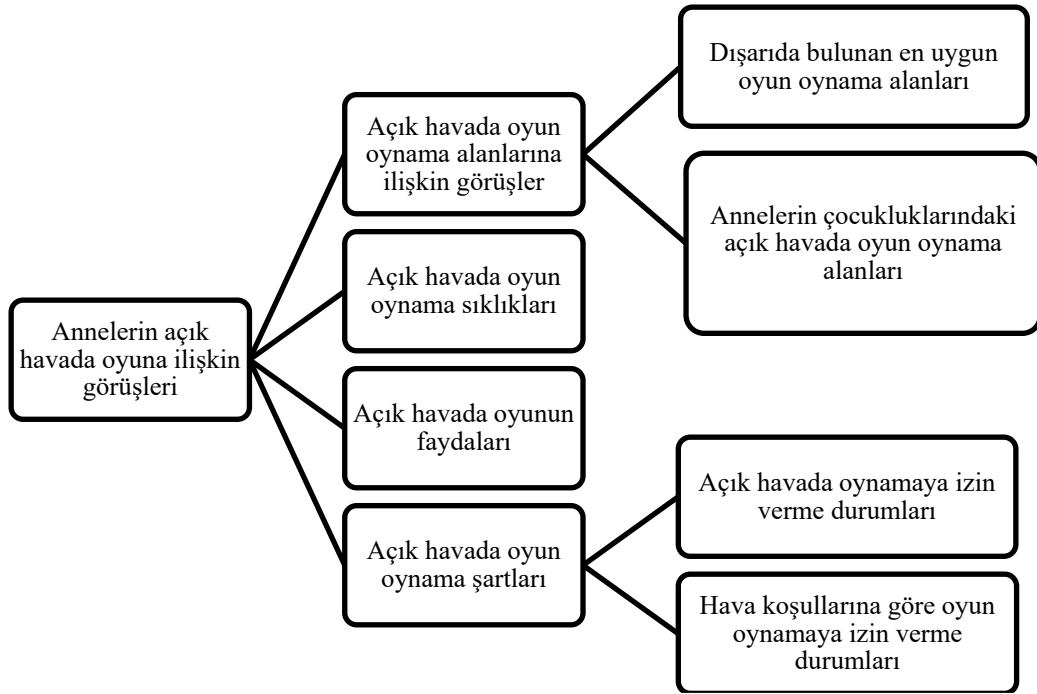 Annelerin açık
havada oyuna ilişkin
görüşleri
Açık havada oyun
oynama alanlarına
ilişkin görüşler
Dışarıda bulunan en uygun
oyun oynama alanları
Annelerin çocukluklarındaki
açık havada oyun oynama
alanları
Açık havada oyun
oynama sıklıkları
Açık havada oyunun
faydaları
Açık havada oyun
oynama şartları
Açık havada oynamaya izin
verme durumları
Hava koşullarına göre oyun
oynamaya izin verme
durumları